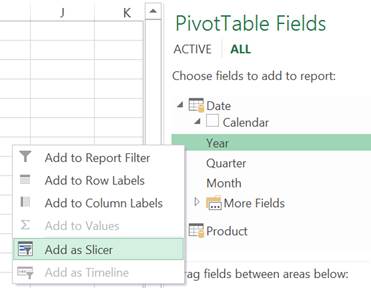 J K
PivotTable Fields
ACTIVE ALL
Choose fields to add to report:
Date
Calendar
Year
Quarter
Month
More Fields
Product
rag fields between areas below:
Add to Report Filter
Add to Row Labels
Add to Column Labels
Add to Values
Add as Slicer
Add as Timeline